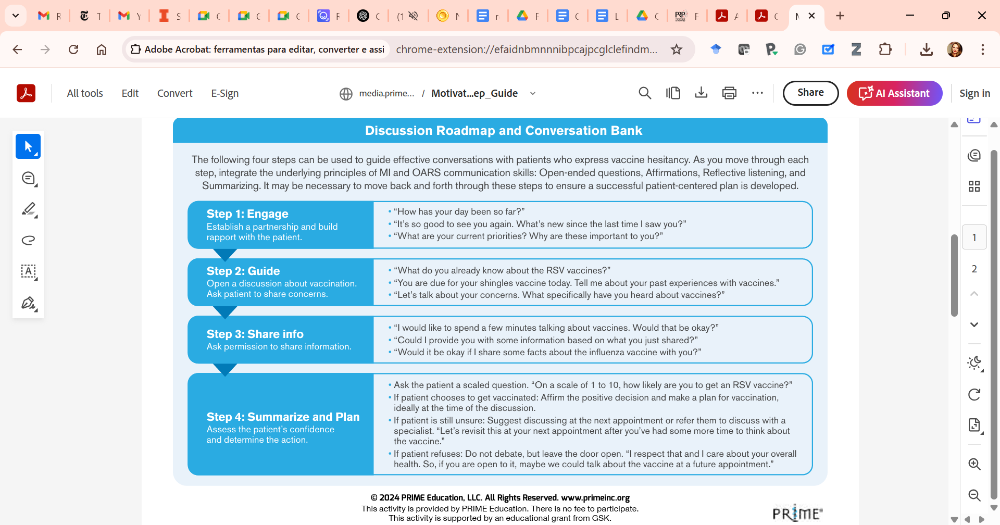 R
T
Y
S
C
C
C
F
C
(1
N
r
F
C
L
C
PRP
F
A
C
N
Adobe Acrobat: ferramentas para editar, converter e assi
chrome-extension://efaidnbmnnnibpcajpcglclefindm...
All tools
Edit
Convert
E-Sign
media.prime... / Motivat...ep_Guide
Share
AI Assistant
Sign in
Discussion Roadmap and Conversation Bank
The following four steps can be used to guide effective conversations with patients who express vaccine hesitancy. As you move through each
step, integrate the underlying principles of MI and OARS communication skills: Open-ended questions, Affirmations, Reflective listening, and
Summarizing. It may be necessary to move back and forth through these steps to ensure a successful patient-centered plan is developed.
Step 1: Engage
Establish a partnership and build
rapport with the patient.
• “How has your day been so far?”
• “It’s so good to see you again. What’s new since the last time I saw you?”
• “What are your current priorities? Why are these important to you?”
Step 2: Guide
Open a discussion about vaccination.
Ask patient to share concerns.
• “What do you already know about the RSV vaccines?”
• “You are due for your shingles vaccine today. Tell me about your past experiences with vaccines.”
• “Let’s talk about your concerns. What specifically have you heard about vaccines?”
Step 3: Share info
Ask permission to share information.
• “I would like to spend a few minutes talking about vaccines. Would that be okay?”
• “Could I provide you with some information based on what you just shared?”
• “Would it be okay if I share some facts about the influenza vaccine with you?”
Step 4: Summarize and Plan
Assess the patient’s confidence
and determine the action.
• Ask the patient a scaled question. “On a scale of 1 to 10, how likely are you to get an RSV vaccine?”
• If patient chooses to get vaccinated: Affirm the positive decision and make a plan for vaccination,
ideally at the time of the discussion.
• If patient is still unsure: Suggest discussing at the next appointment or refer them to discuss with a
specialist. “Let’s revisit this at your next appointment after you’ve had some more time to think about
the vaccine.”
• If patient refuses: Do not debate, but leave the door open. “I respect that and I care about your overall
health. So, if you are open to it, maybe we could talk about the vaccine at a future appointment.”
1
2
© 2024 PRIME Education, LLC. All Rights Reserved. www.primeinc.org
This activity is provided by PRIME Education. There is no fee to participate.
This activity is supported by an educational grant from GSK.
PRIME